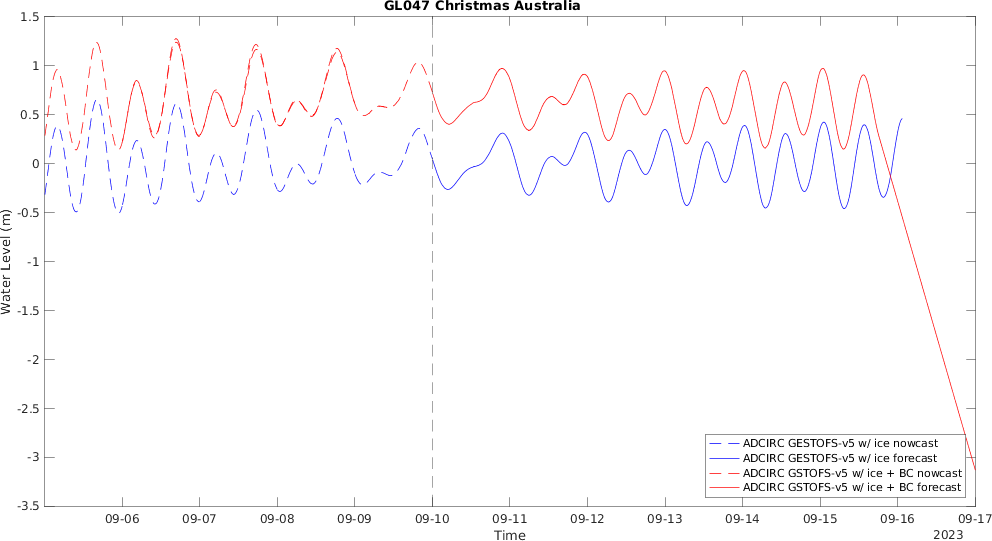 GL047 Christmas Australia
1.5
1
0.5
0
-0.5
-1
-1.5
-2
-2.5
-3
-3.5
Water Level (m)
ADCIRC GESTOFS-v5 w/ ice nowcast
ADCIRC GESTOFS-v5 w/ ice forecast
ADCIRC GSTOFS-v5 w/ ice + BC nowcast
ADCIRC GSTOFS-v5 w/ ice + BC forecast
09-06 09-07 09-08 09-09 09-10 09-11 09-12 09-13 09-14 09-15 09-16 09-17
Time
2023